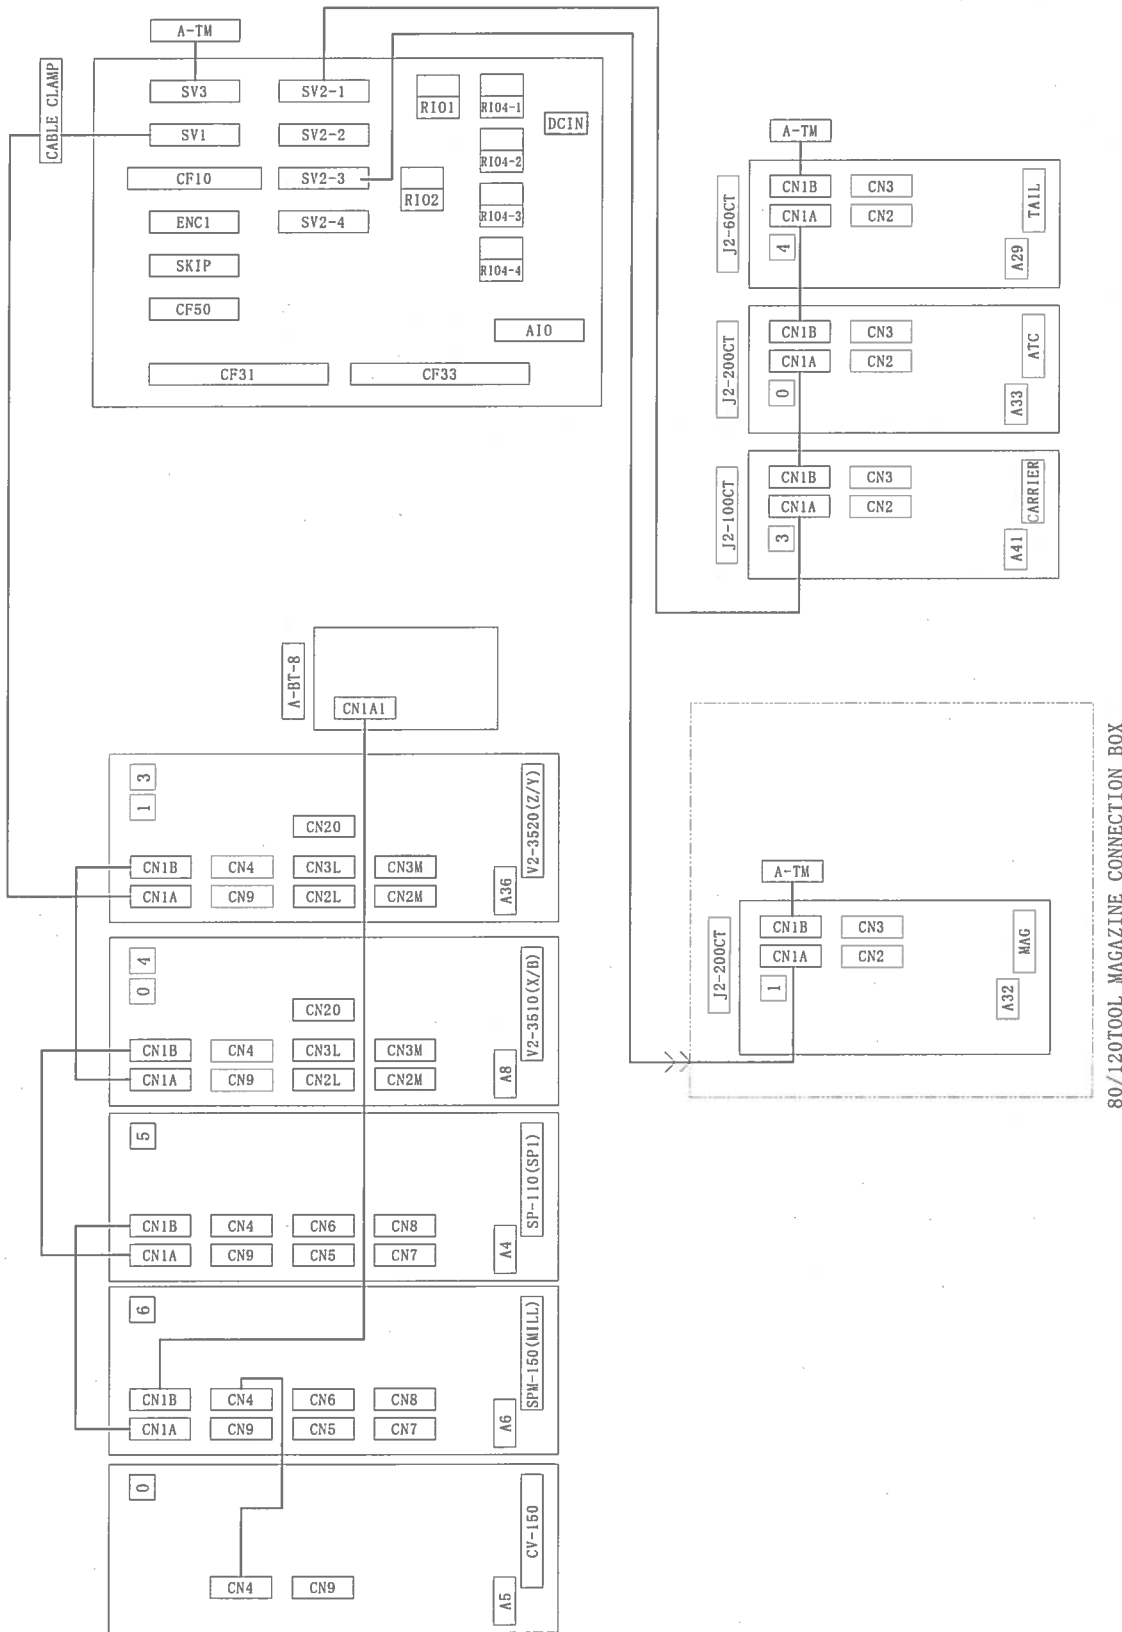 A-TM
CABLE CLAMP
SV3
SV2-1
RIO1
RIO4-1
DCIN
SV1
SV2-2
RIO4-2
CF10
SV2-3
RIO2
RIO4-3
ENC1
SV2-4
SKIP
RIO4-4
CF50
AIO
CF31
CF33
A-TM
J2-60CT
CN1B
CN3
TAIL
CN1A
CN2
4
A29
J2-200CT
CN1B
CN3
ATC
CN1A
CN2
0
A33
J2-100CT
CN1B
CN3
CARRIER
CN1A
CN2
3
A41
A-BT-8
CN1A1
3
1
V2-3520(Z/Y)
CN20
CN1B
CN4
CN3L
CN3M
CN1A
CN9
CN2L
CN2M
A36
4
0
V2-3510(X/B)
CN20
CN1B
CN4
CN3L
CN3M
CN1A
CN9
CN2L
CN2M
A8
5
SP-110(SP1)
CN1B
CN4
CN6
CN8
CN1A
CN9
CN5
CN7
A4
6
SPM-150(MILL)
CN1B
CN4
CN6
CN8
CN1A
CN9
CN5
CN7
A6
0
CV-150
CN4
CN9
A5
A-TM
J2-200CT
CN1B
CN3
MAG
CN1A
CN2
1
A32
80/120TOOL MAGAZINE CONNECTION BOX